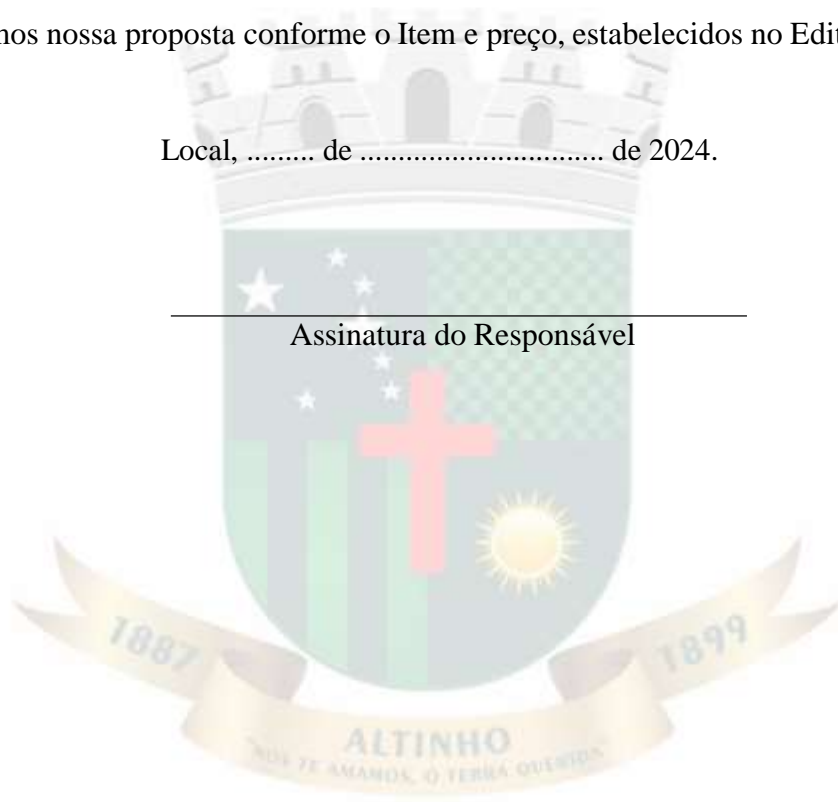 nos nossa proposta conforme o Item e preço, estabelecidos no Edit
Local, ......... de ................................ de 2024.
Assinatura do Responsável
1887
1899
ALTINHO
"NÓS TE AMAMOS, Ó TERRA QUERIDA"